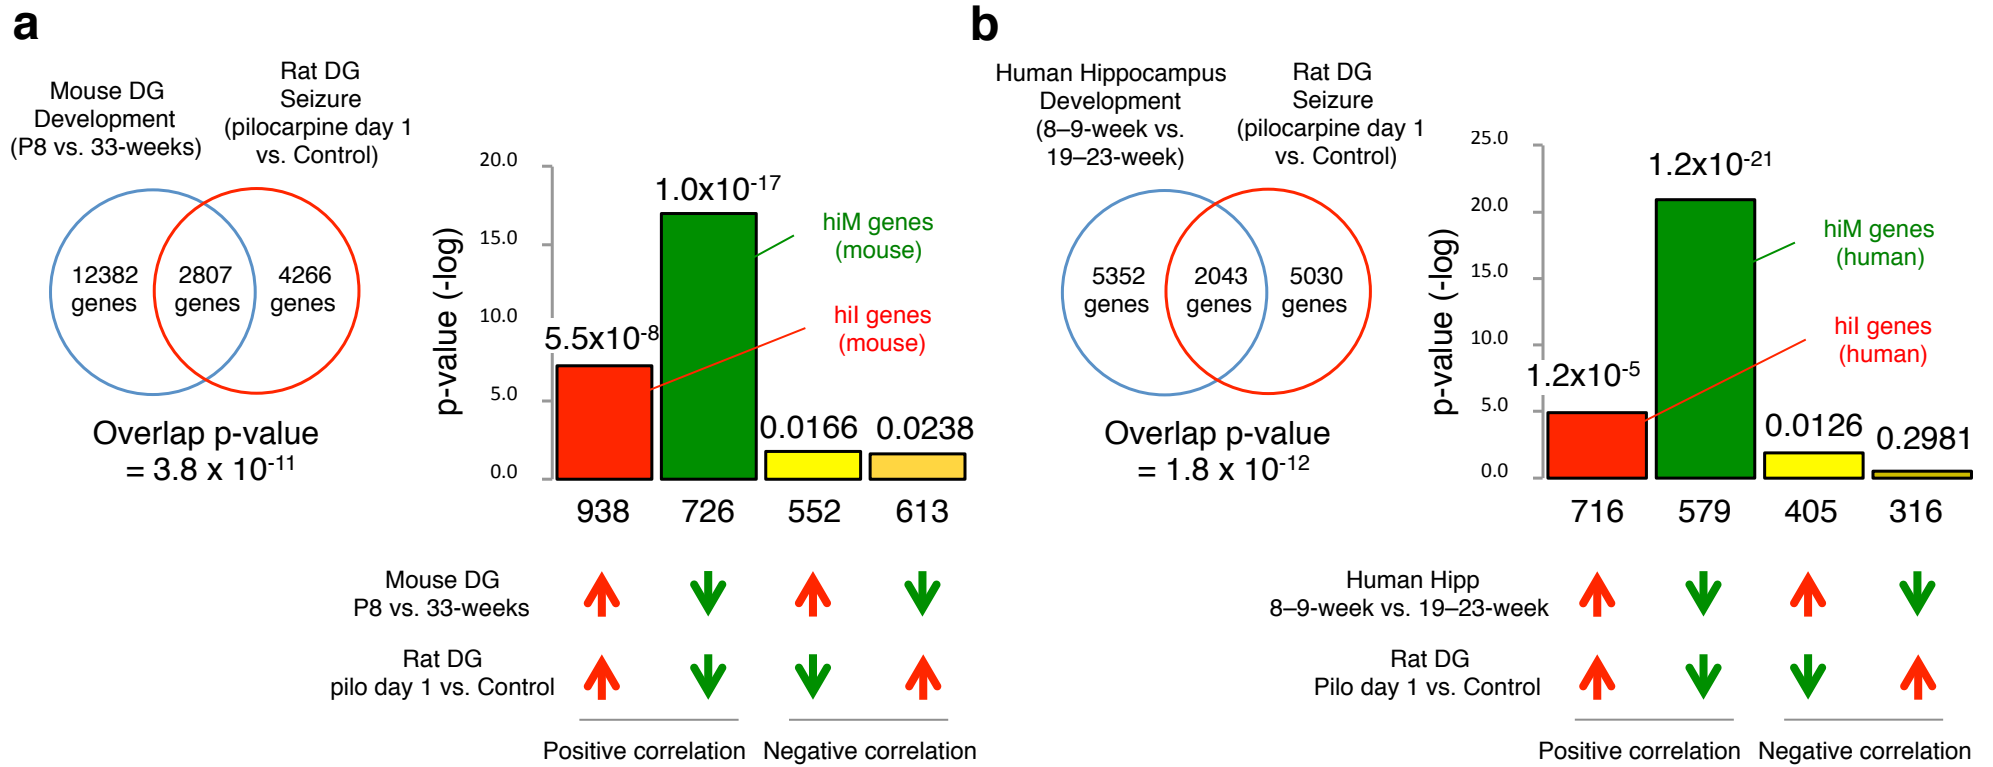 a
Mouse DG
Development
(P8 vs. 33-weeks)
Rat DG
Seizure
(pilocarpine day 1
vs. Control)
12382
genes
2807
genes
4266
genes
Overlap p-value
= 3.8 x 10-11
p-value (-log)
20.0
15.0
10.0
5.0
0.0
5.5x10-8
1.0x10-17
0.0166
0.0238
hiM genes
(mouse)
hiI genes
(mouse)
938 726 552 613
Mouse DG
P8 vs. 33-weeks
Rat DG
pilo day 1 vs. Control
Positive correlation Negative correlation
b
Human Hippocampus
Development
(8–9-week vs.
19–23-week)
Rat DG
Seizure
(pilocarpine day 1
vs. Control)
5352
genes
2043
genes
5030
genes
Overlap p-value
= 1.8 x 10-12
p-value (-log)
25.0
20.0
15.0
10.0
5.0
0.0
1.2x10-5
1.2x10-21
0.0126
0.2981
hiM genes
(human)
hiI genes
(human)
716 579 405 316
Human Hipp
8–9-week vs. 19–23-week
Rat DG
Pilo day 1 vs. Control
Positive correlation Negative correlation